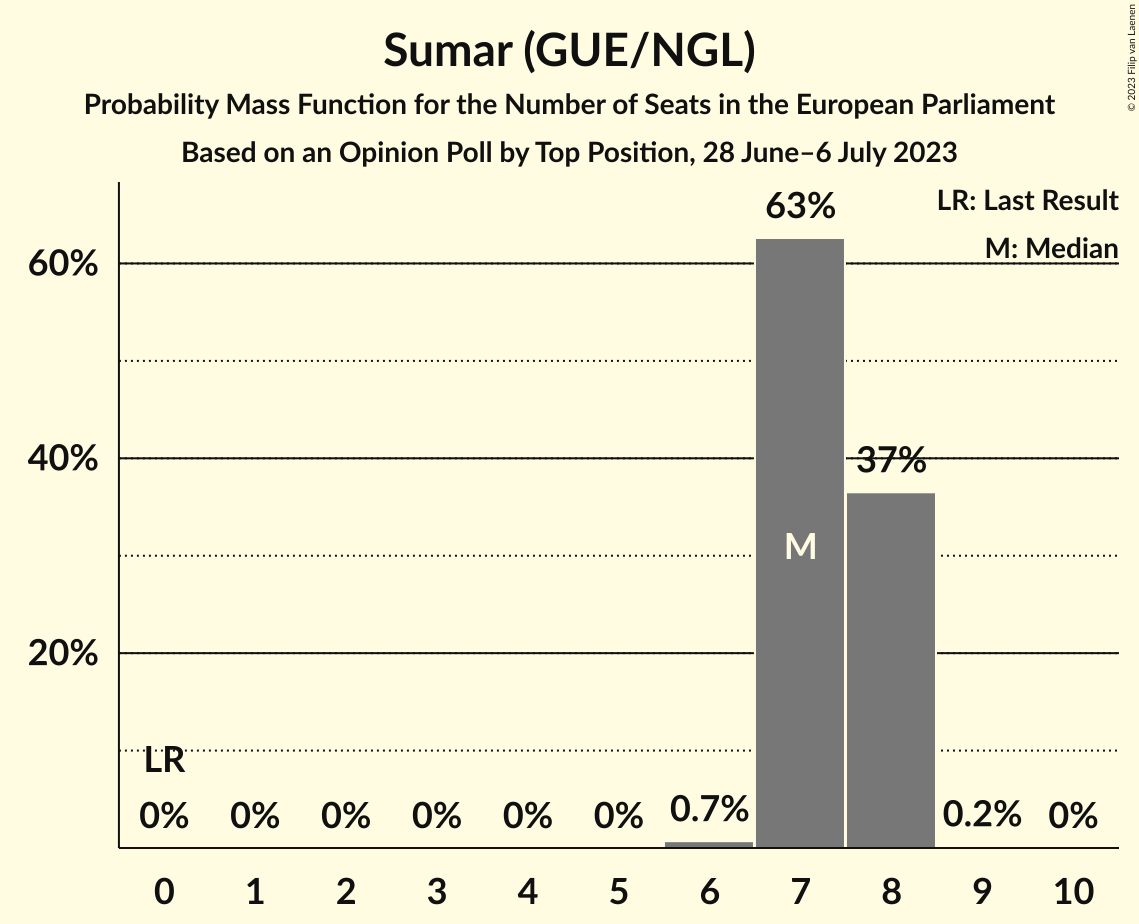 Sumar (GUE/NGL)
Probability Mass Function for the Number of Seats in the European Parliament
Based on an Opinion Poll by Top Position, 28 June–6 July 2023
© 2023 Filip van Laenen
LR: Last Result
M: Median
63%
60%
40%
37%
M
20%
LR
0% 0% 0% 0% 0% 0% 0.7% 0.2% 0%
0 1 2 3 4 5 6 7 8 9 10